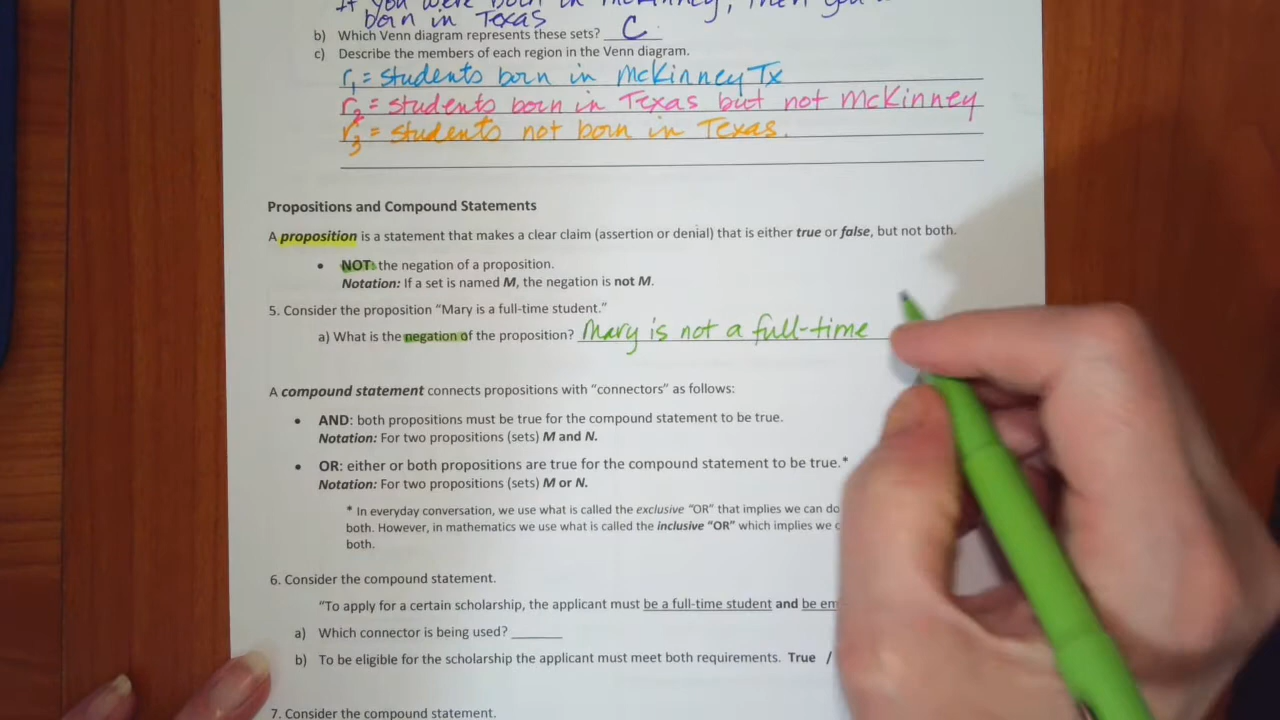 If you were born in McKinney, then you
born in Texas
b) Which Venn diagram represents these sets? C
c) Describe the members of each region in the Venn diagram.
r1 = students born in McKinney Tx
r2 = students born in Texas but not McKinney
r3 = students not born in Texas.
Propositions and Compound Statements
A proposition is a statement that makes a clear claim (assertion or denial) that is either true or false, but not both.
• NOT: the negation of a proposition.
Notation: If a set is named M, the negation is not M.
5. Consider the proposition “Mary is a full-time student.”
a) What is the negation of the proposition? Mary is not a full-time
A compound statement connects propositions with “connectors” as follows:
• AND: both propositions must be true for the compound statement to be true.
Notation: For two propositions (sets) M and N.
• OR: either or both propositions are true for the compound statement to be true.*
Notation: For two propositions (sets) M or N.
* In everyday conversation, we use what is called the exclusive “OR” that implies we can do
both. However, in mathematics we use what is called the inclusive “OR” which implies we
both.
6. Consider the compound statement.
“To apply for a certain scholarship, the applicant must be a full-time student and be em
a) Which connector is being used? ______
b) To be eligible for the scholarship the applicant must meet both requirements. True /
7. Consider the compound statement.